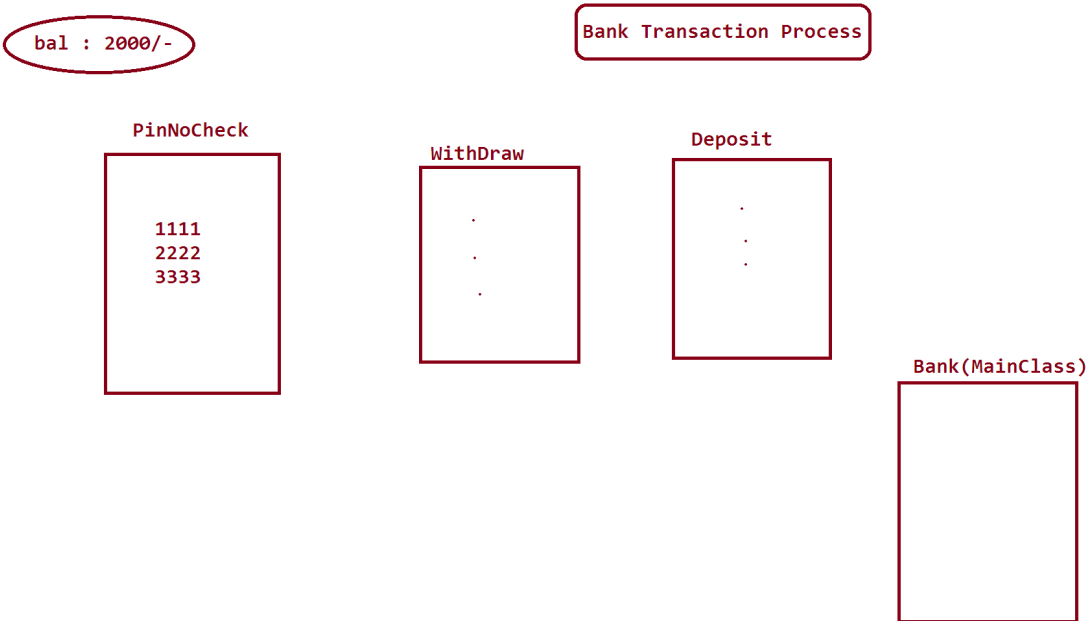 bal : 2000/-
Bank Transaction Process
PinNoCheck
1111
2222
3333
WithDraw
Deposit
Bank(MainClass)